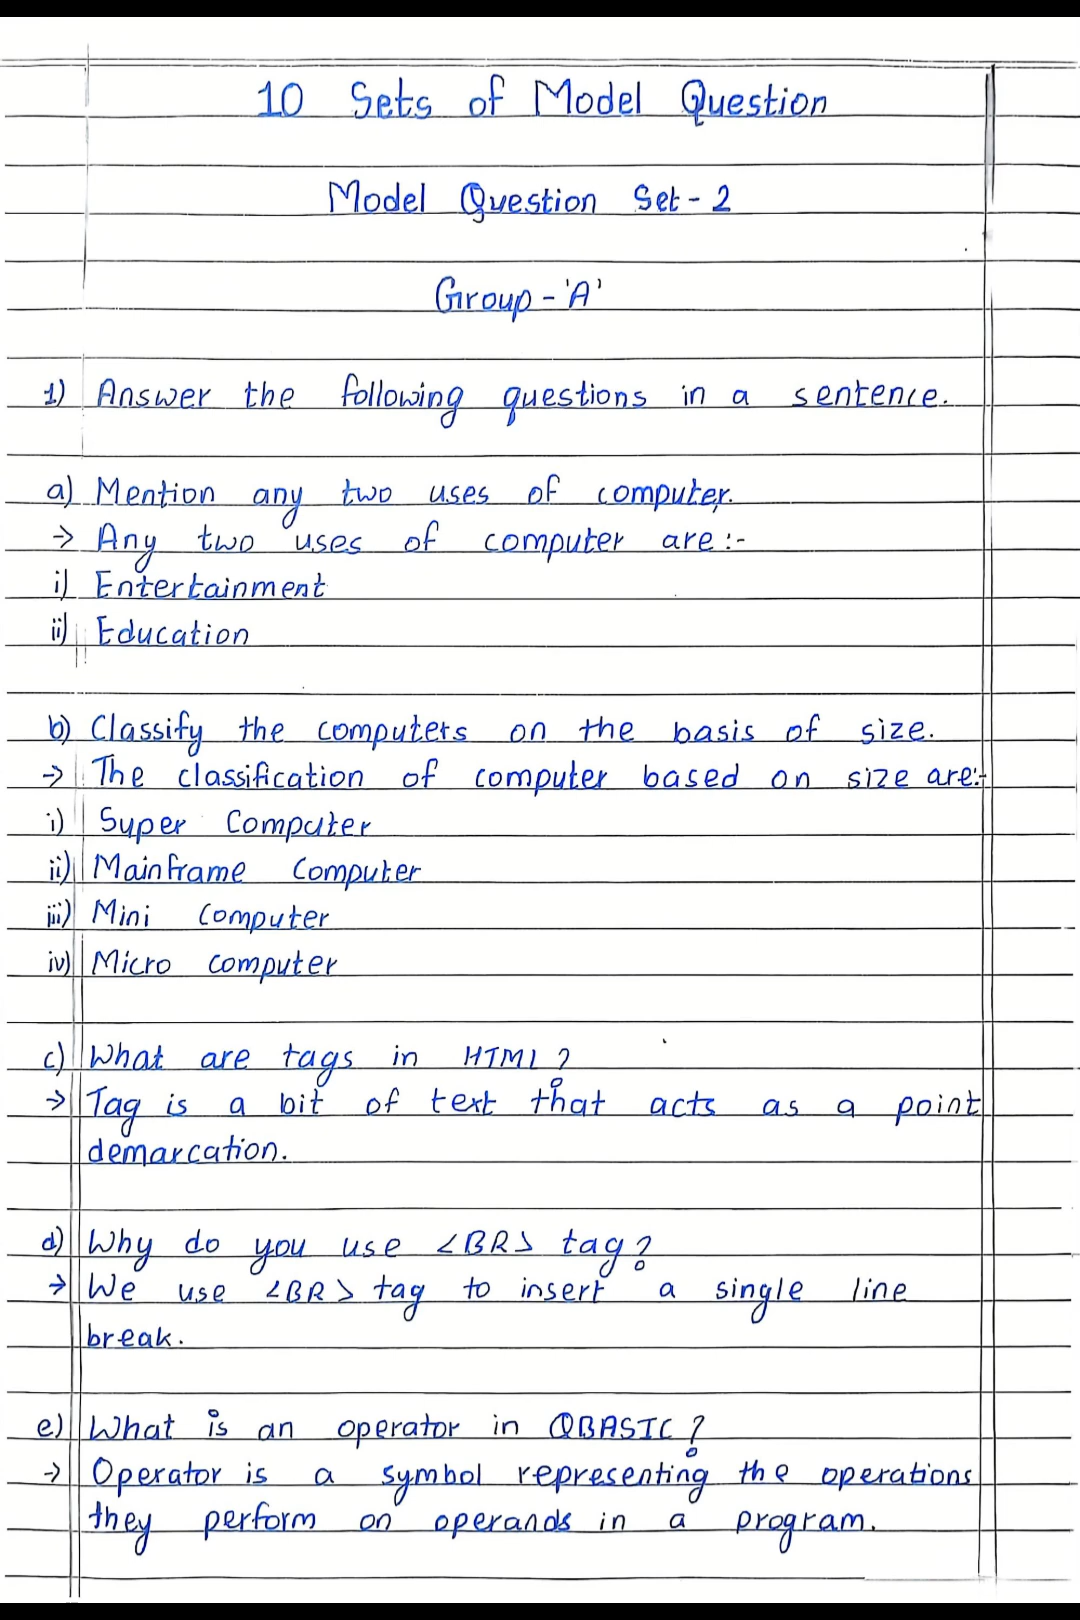 10 Sets of Model Question
Model Question Set - 2
Group - 'A'
1) Answer the following questions in a sentence.
a) Mention any two uses of computer.
→ Any two uses of computer are :-
i) Entertainment
ii) Education
b) Classify the computers on the basis of size.
→ The classification of computer based on size are:-
i) Super Computer
ii) Mainframe Computer
iii) Mini Computer
iv) Micro computer
c) What are tags in HTML?
→ Tag is a bit of text that acts as a point
demarcation.
d) Why do you use <BR> tag?
→ We use <BR> tag to insert a single line
break.
e) What is an operator in QBASIC?
→ Operator is a symbol representing the operations
they perform on operands in a program.